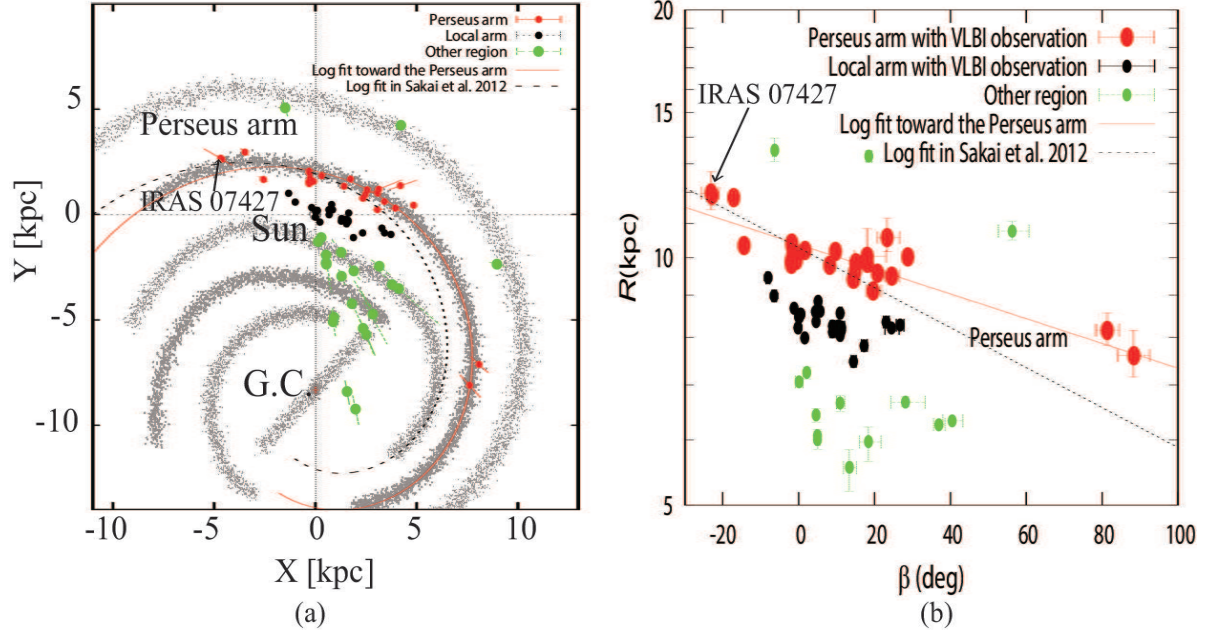 (a)
Perseus arm
Local arm
Other region
Log fit toward the Perseus arm
Log fit in Sakai et al. 2012
Perseus arm
IRAS 07427
Sun
G.C.
Y [kpc]
5
0
-5
-10
-10
-5
0
5
10
X [kpc]
(a)
20
15
10
5
R(kpc)
Perseus arm with VLBI observation
Local arm with VLBI observation
Other region
Log fit toward the Perseus arm
Log fit in Sakai et al. 2012
IRAS 07427
Perseus arm
-20
0
20
40
60
80
100
β (deg)
(b)